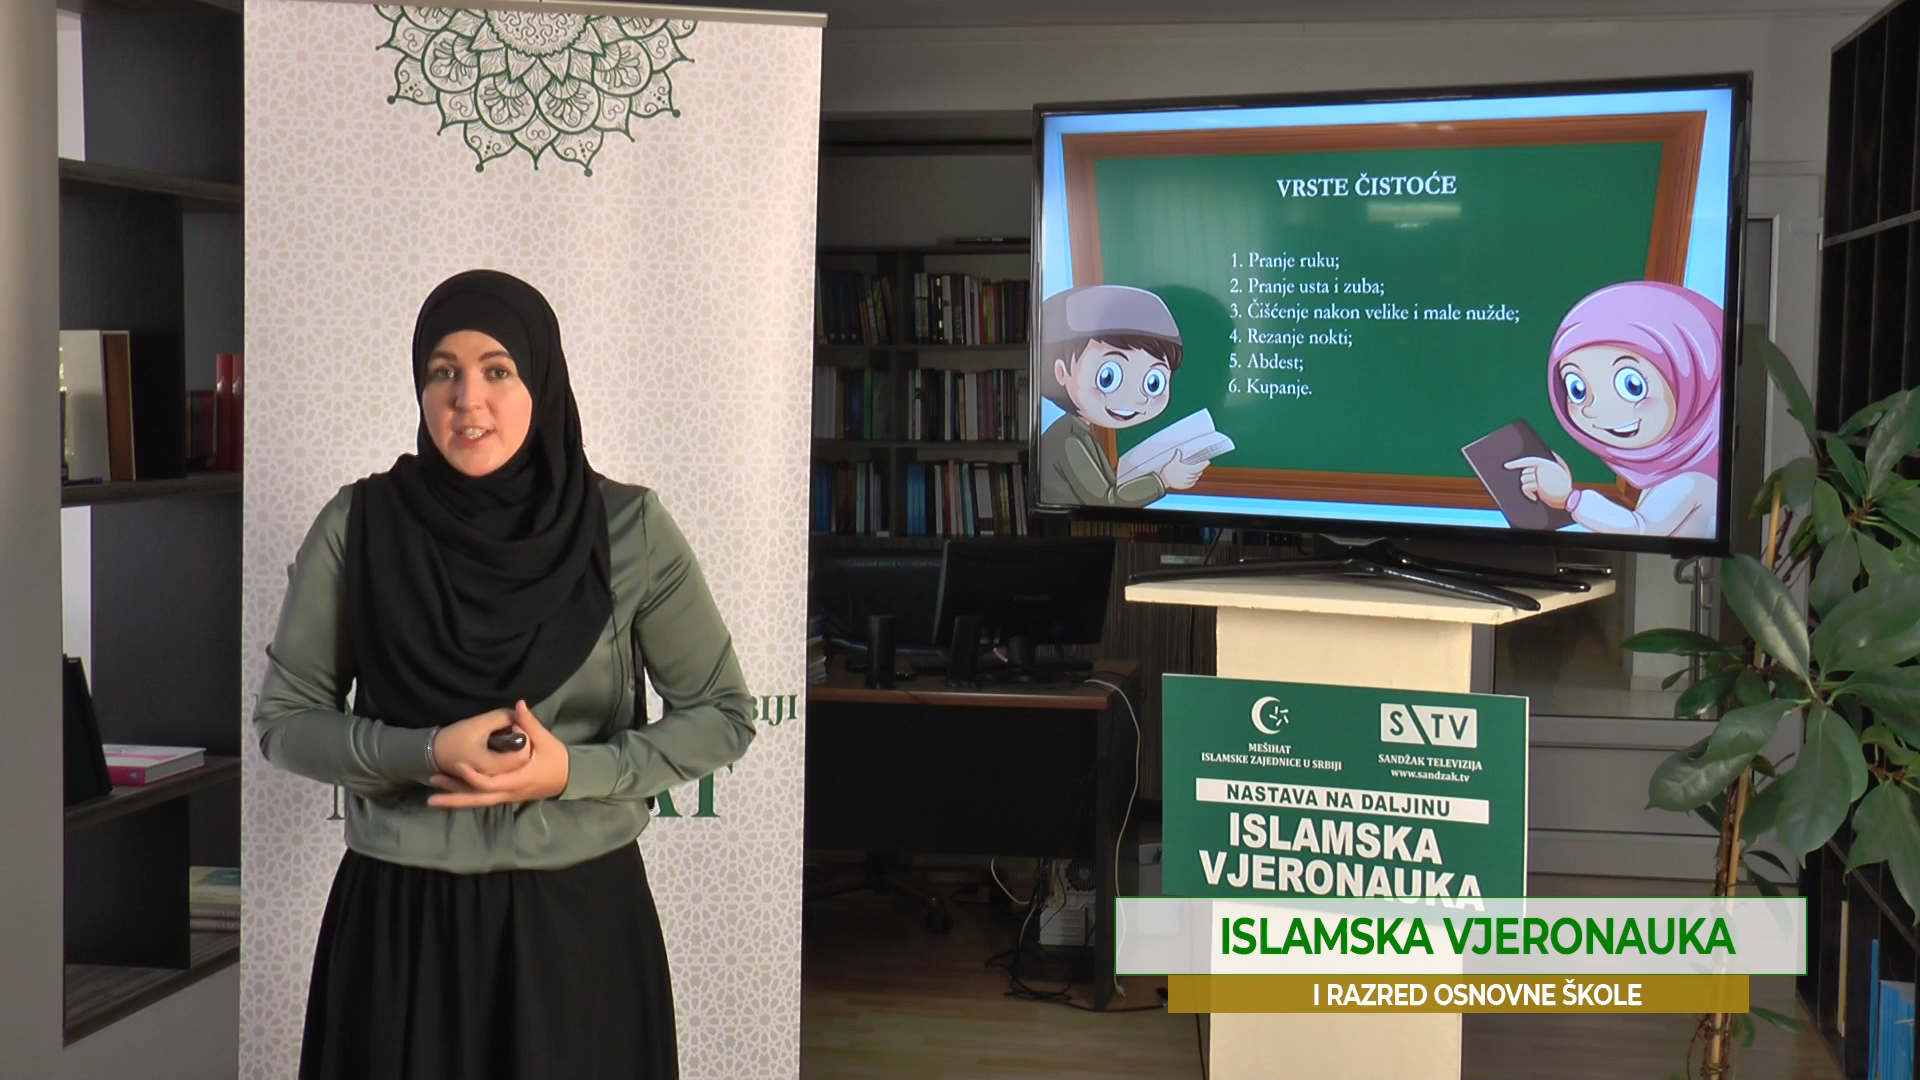 VRSTE ČISTOĆE
1. Pranje ruku;
2. Pranje usta i zuba;
3. Čišćenje nakon velike i male nužde;
4. Rezanje nokti;
5. Abdest;
6. Kupanje.
BIJI
AT
MEŠIHAT
ISLAMSKE ZAJEDNICE U SRBIJI
S TV
SANDŽAK TELEVIZIJA
www.sandzak.tv
NASTAVA NA DALJINU
ISLAMSKA
VJERONAUKA
ISLAMSKA VJERONAUKA
I RAZRED OSNOVNE ŠKOLE